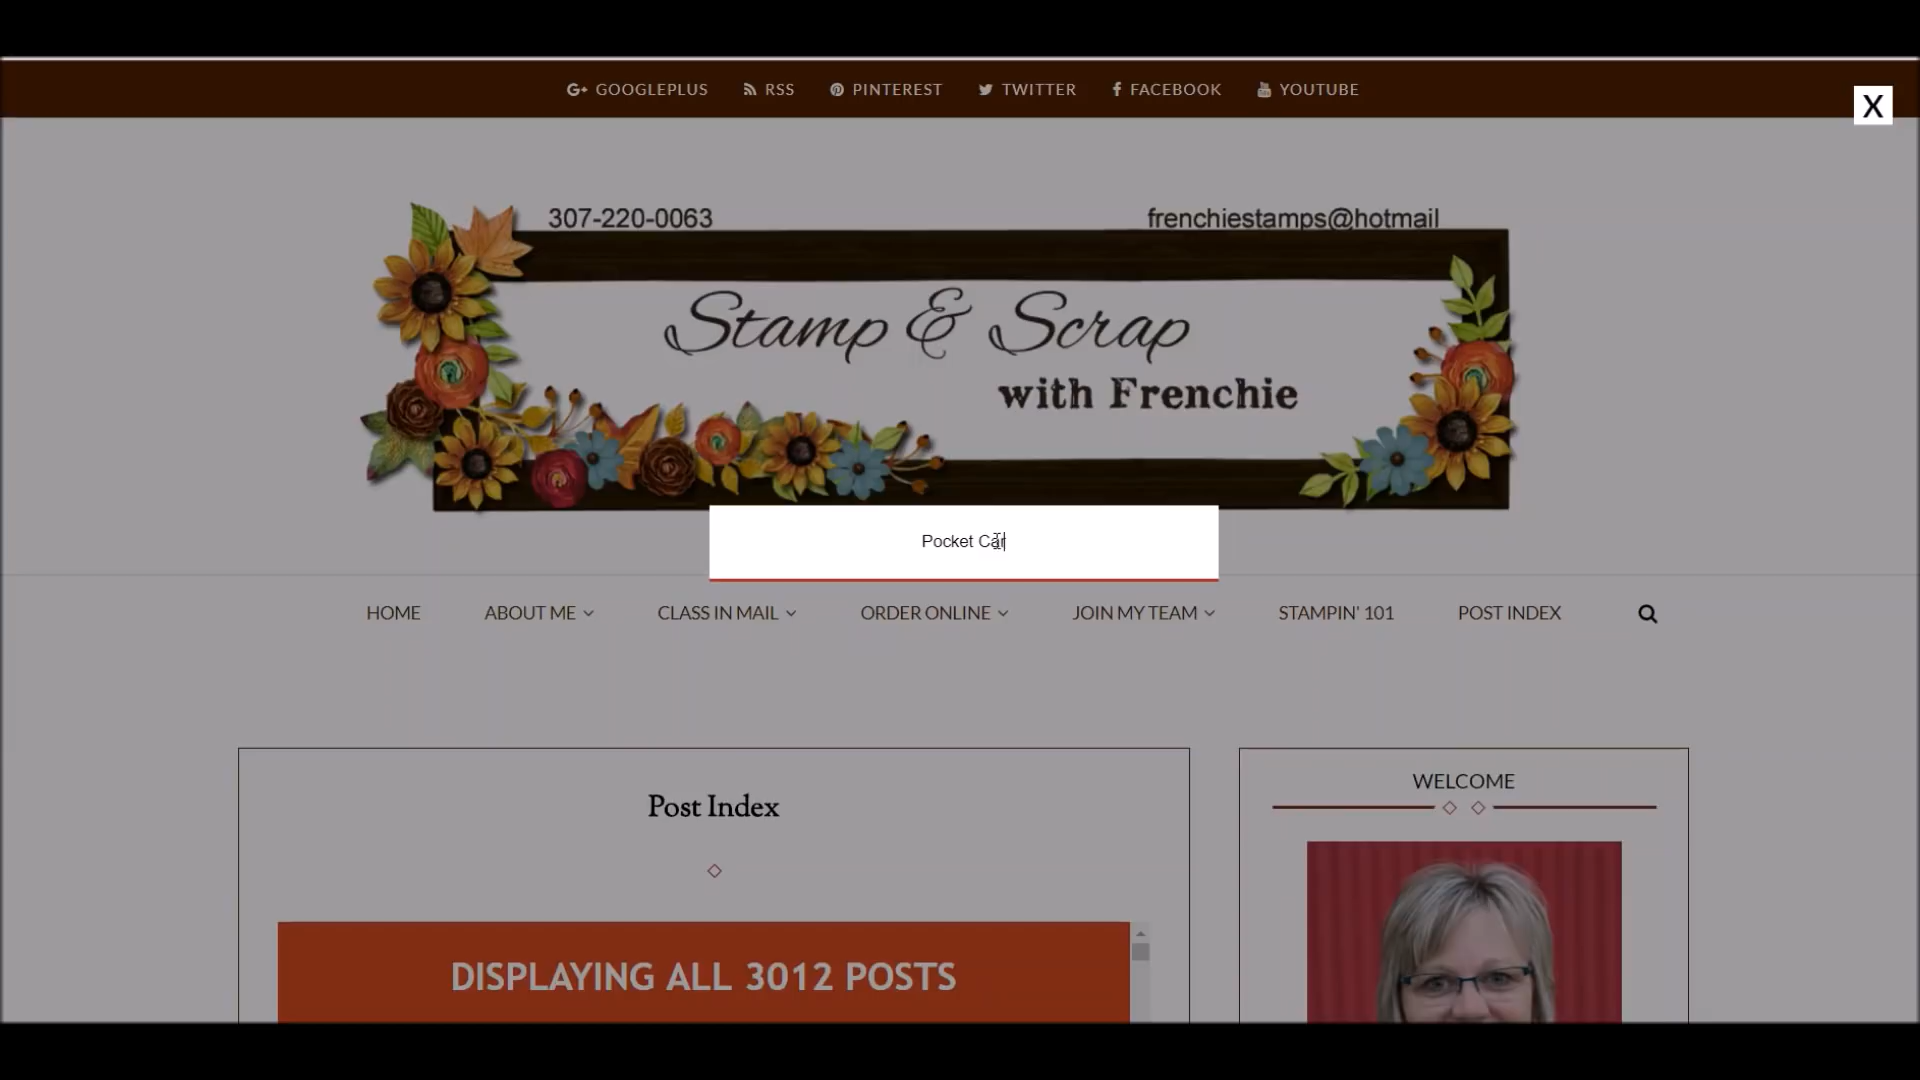 GOOGLEPLUS RSS PINTEREST TWITTER FACEBOOK YOUTUBE
X
307-220-0063 frenchiestamps@hotmail
Stamp & Scrap
with Frenchie
Pocket Car
HOME ABOUT ME CLASS IN MAIL ORDER ONLINE JOIN MY TEAM STAMPIN' 101 POST INDEX
Post Index
WELCOME
DISPLAYING ALL 3012 POSTS